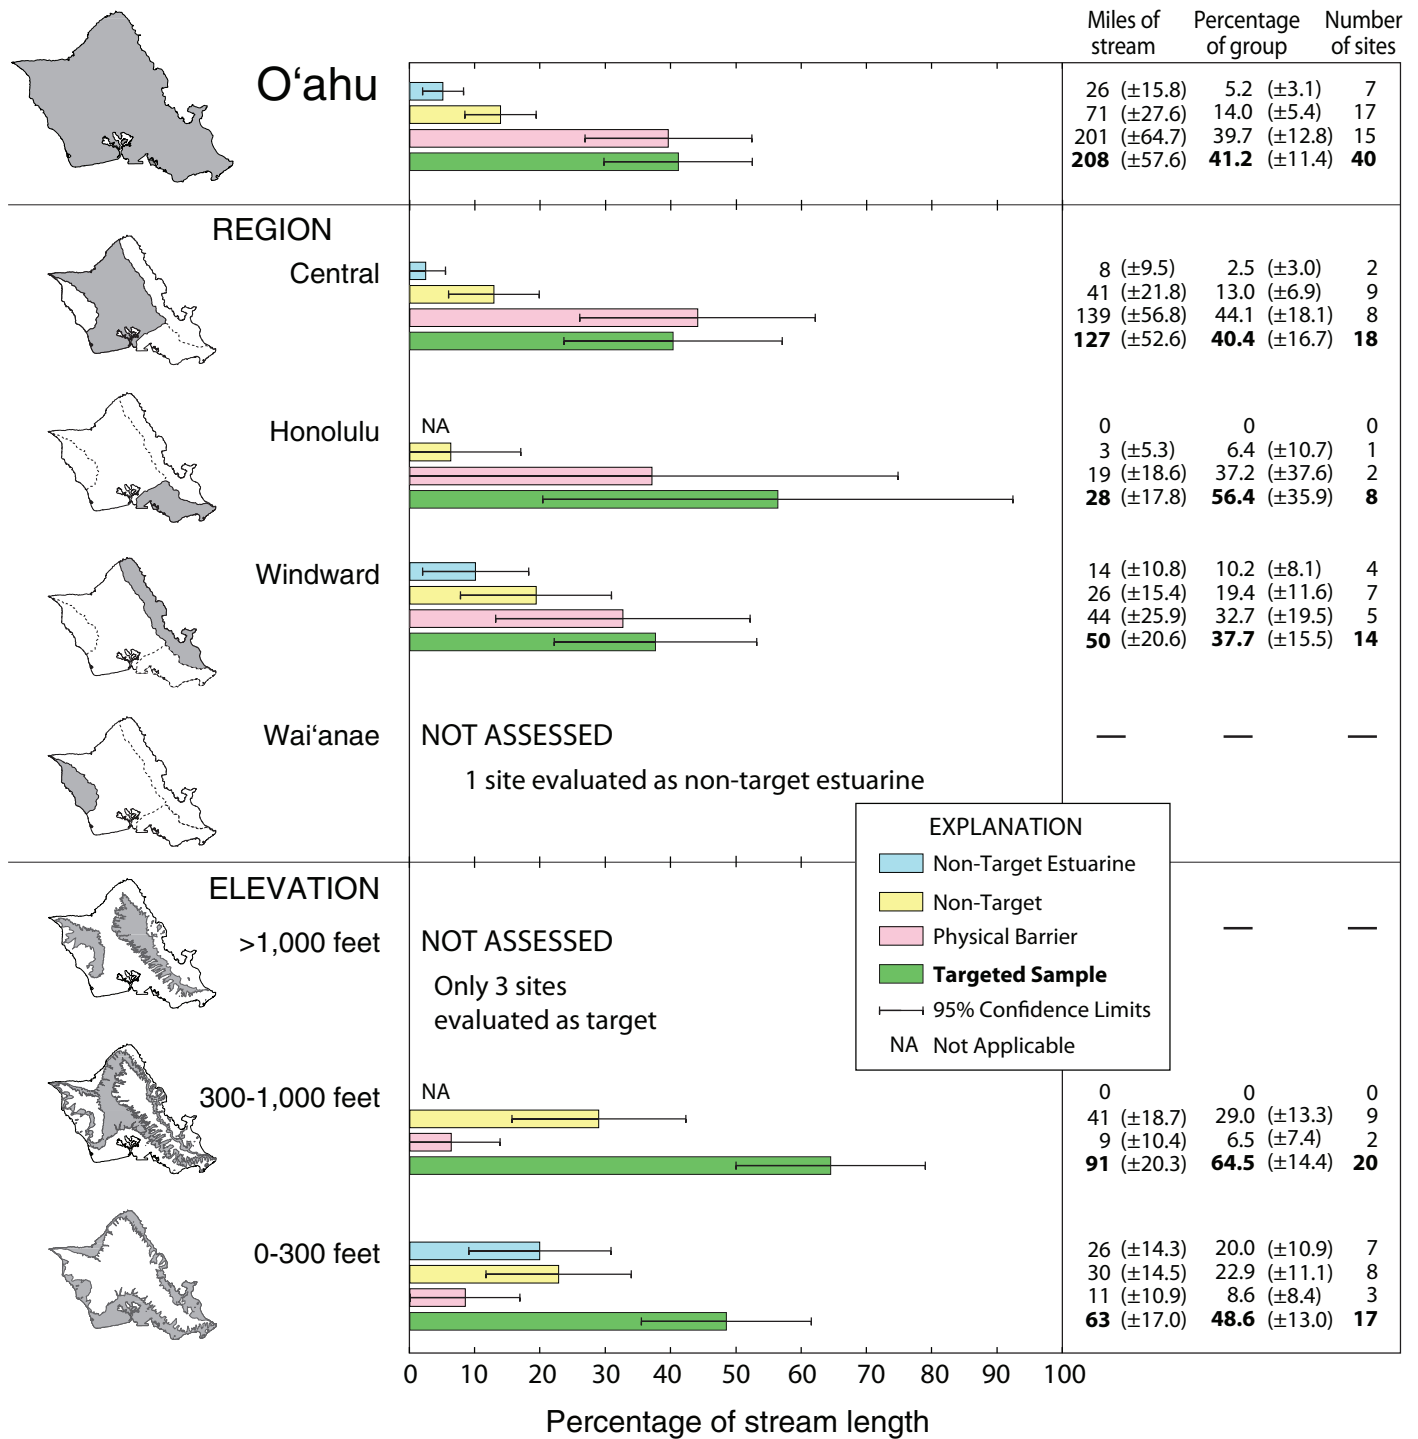 Miles of stream Percentage of group Number of sites
Oʻahu
26 (±15.8) 5.2 (±3.1) 7
71 (±27.6) 14.0 (±5.4) 17
201 (±64.7) 39.7 (±12.8) 15
208 (±57.6) 41.2 (±11.4) 40
REGION
Central
8 (±9.5) 2.5 (±3.0) 2
41 (±21.8) 13.0 (±6.9) 9
139 (±56.8) 44.1 (±18.1) 8
127 (±52.6) 40.4 (±16.7) 18
Honolulu
NA 0 0 0
3 (±5.3) 6.4 (±10.7) 1
19 (±18.6) 37.2 (±37.6) 2
28 (±17.8) 56.4 (±35.9) 8
Windward
14 (±10.8) 10.2 (±8.1) 4
26 (±15.4) 19.4 (±11.6) 7
44 (±25.9) 32.7 (±19.5) 5
50 (±20.6) 37.7 (±15.5) 14
Waiʻanae
NOT ASSESSED — — —
1 site evaluated as non-target estuarine
EXPLANATION
Non-Target Estuarine
Non-Target
Physical Barrier
Targeted Sample
95% Confidence Limits
NA Not Applicable
ELEVATION
>1,000 feet
NOT ASSESSED — —
Only 3 sites
evaluated as target
300-1,000 feet
NA 0 0 0
41 (±18.7) 29.0 (±13.3) 9
9 (±10.4) 6.5 (±7.4) 2
91 (±20.3) 64.5 (±14.4) 20
0-300 feet
26 (±14.3) 20.0 (±10.9) 7
30 (±14.5) 22.9 (±11.1) 8
11 (±10.9) 8.6 (±8.4) 3
63 (±17.0) 48.6 (±13.0) 17
0 10 20 30 40 50 60 70 80 90 100
Percentage of stream length